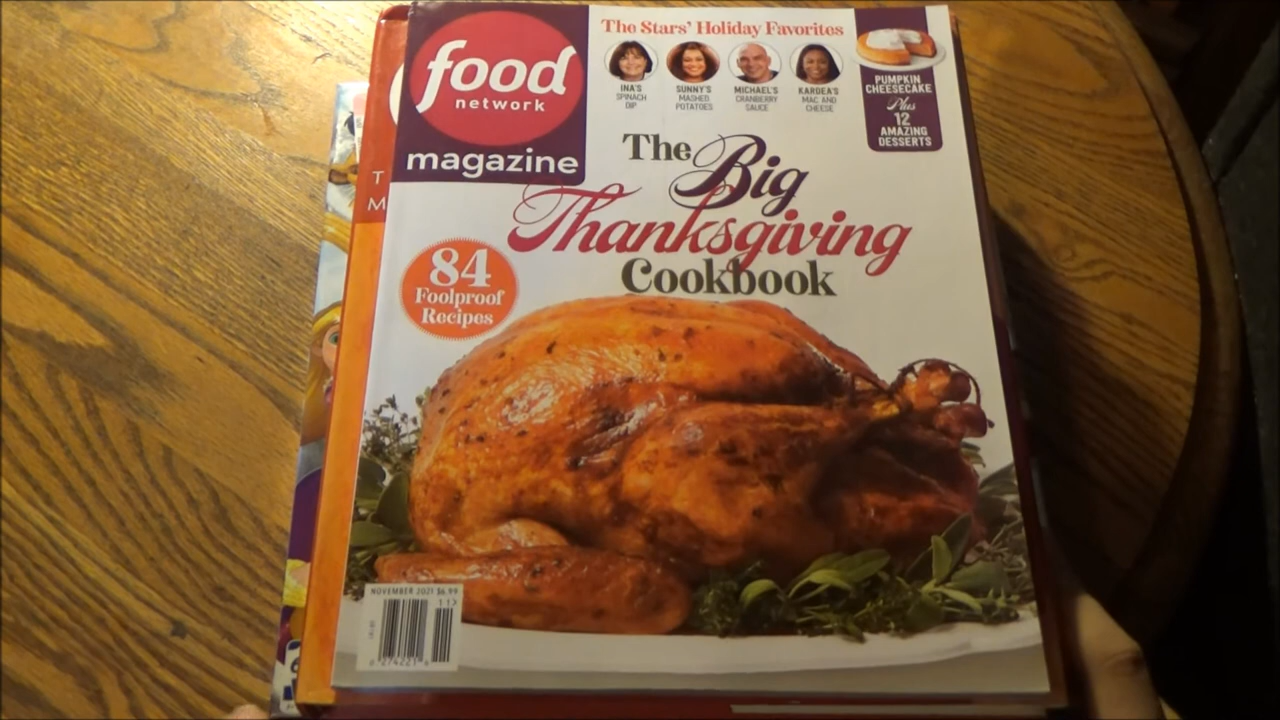 food
network
magazine
The Stars' Holiday Favorites
INA'S
SPINACH
DIP
SUNNY'S
MASHED
POTATOES
MICHAEL'S
CRANBERRY
SAUCE
KARDEA'S
MAC AND
CHEESE
PUMPKIN
CHEESECAKE
Plus
12
AMAZING
DESSERTS
The Big
Thanksgiving
Cookbook
84
Foolproof
Recipes
T
M
NOVEMBER 2021 $6.99
11>